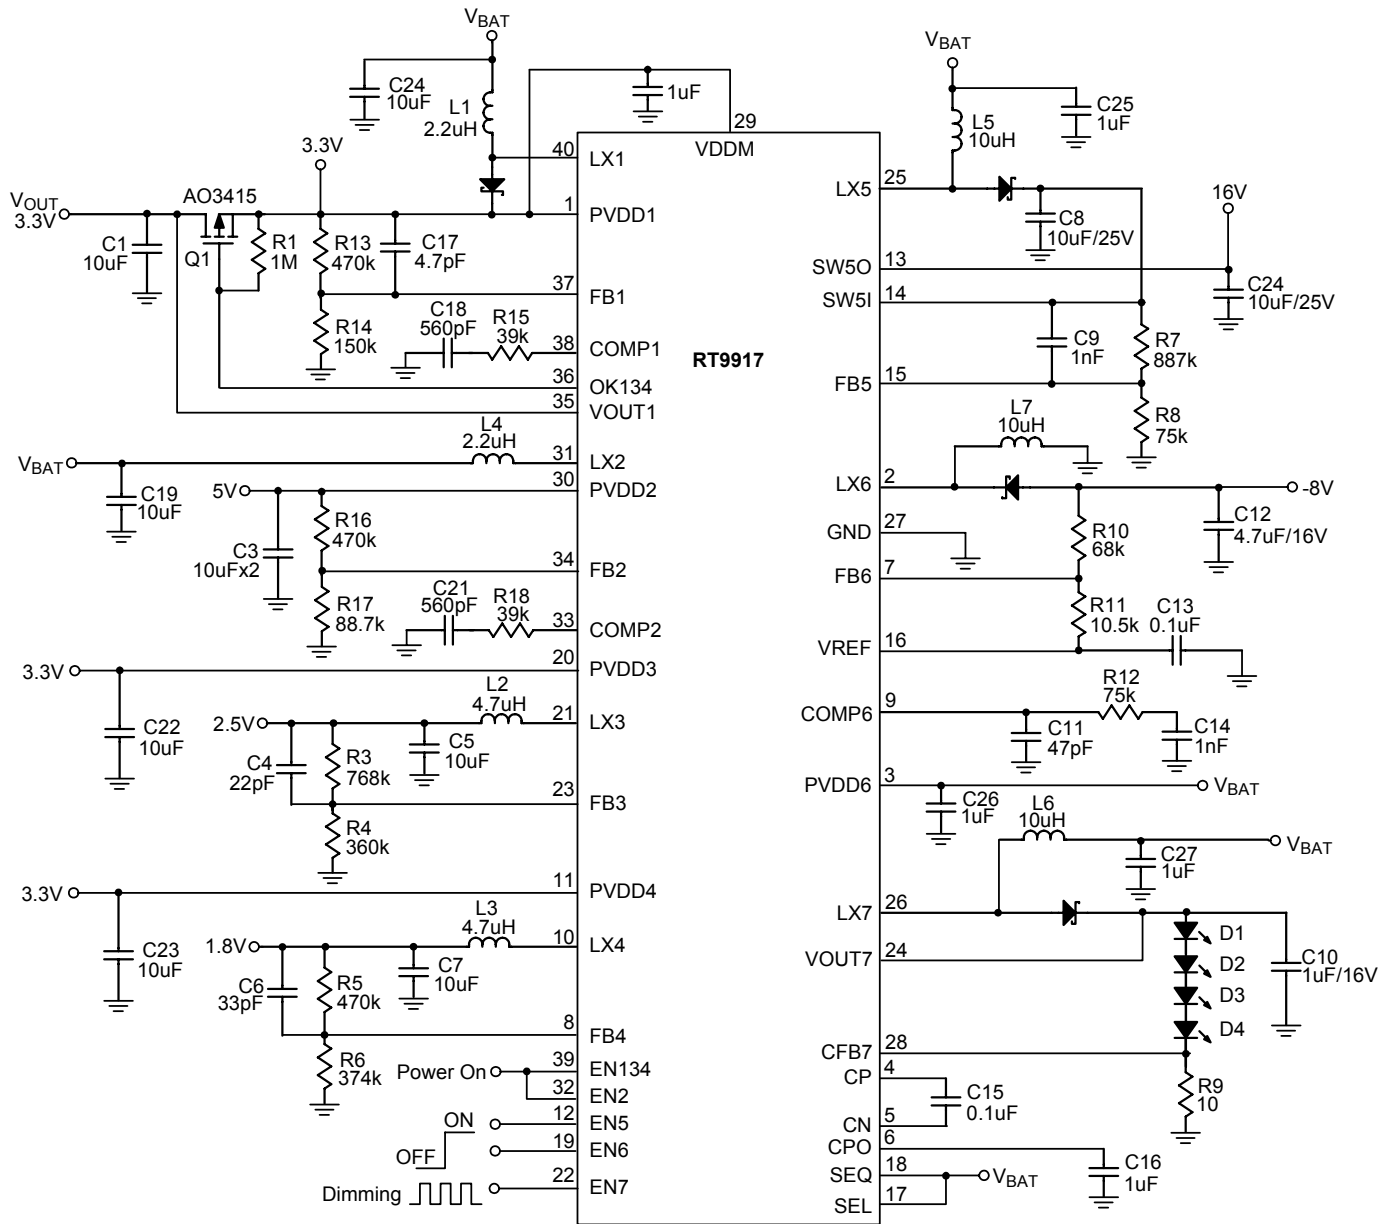 VBAT
C24
10uF
L1
2.2uH
1uF
29
VDDM
40
LX1
3.3V
AO3415
VOUT
3.3V
1
PVDD1
C1
10uF
Q1
R1
1M
R13
470k
C17
4.7pF
37
FB1
R14
150k
C18
560pF
R15
39k
38
COMP1
36
OK134
35
VOUT1
L4
2.2uH
VBAT
31
LX2
C19
10uF
5V
30
PVDD2
R16
470k
C3
10uFx2
34
FB2
R17
88.7k
C21
560pF
R18
39k
33
COMP2
3.3V
20
PVDD3
C22
10uF
L2
4.7uH
2.5V
21
LX3
C4
22pF
R3
768k
C5
10uF
23
FB3
R4
360k
3.3V
11
PVDD4
C23
10uF
L3
4.7uH
1.8V
10
LX4
C6
33pF
R5
470k
C7
10uF
8
FB4
R6
374k
Power On
39
EN134
32
EN2
ON
OFF
12
EN5
19
EN6
Dimming
22
EN7
RT9917
VBAT
C25
1uF
L5
10uH
LX5
25
C8
10uF/25V
16V
SW5O
13
C24
10uF/25V
SW5I
14
C9
1nF
R7
887k
FB5
15
R8
75k
L7
10uH
LX6
2
-8V
C12
4.7uF/16V
GND
27
R10
68k
FB6
7
R11
10.5k
C13
0.1uF
VREF
16
R12
75k
COMP6
9
C11
47pF
C14
1nF
PVDD6
3
VBAT
C26
1uF
L6
10uH
VBAT
C27
1uF
LX7
26
VOUT7
24
D1
D2
D3
D4
C10
1uF/16V
CFB7
28
R9
10
CP
4
C15
0.1uF
CN
5
CPO
6
C16
1uF
SEQ
18
VBAT
SEL
17